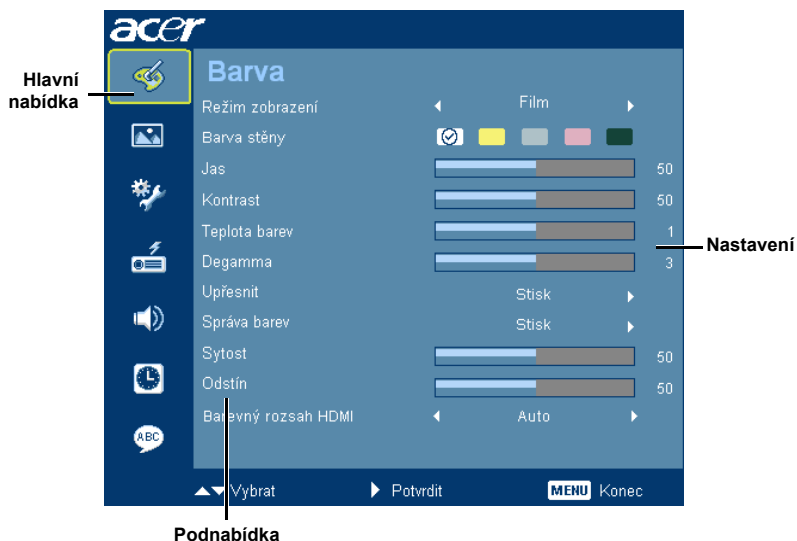 acer
Hlavní
nabídka
Barva
Režim zobrazení Film
Barva stěny
Jas 50
Kontrast 50
Teplota barev 1
Degamma 3
Nastavení
Upřesnit Stisk
Správa barev Stisk
Sytost 50
Odstín 50
Barevný rozsah HDMI Auto
ABC
Vybrat Potvrdit MENU Konec
Podnabídka